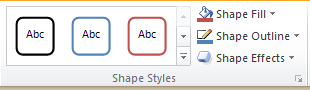 Abc Abc Abc
Shape Fill
Shape Outline
Shape Effects
Shape Styles